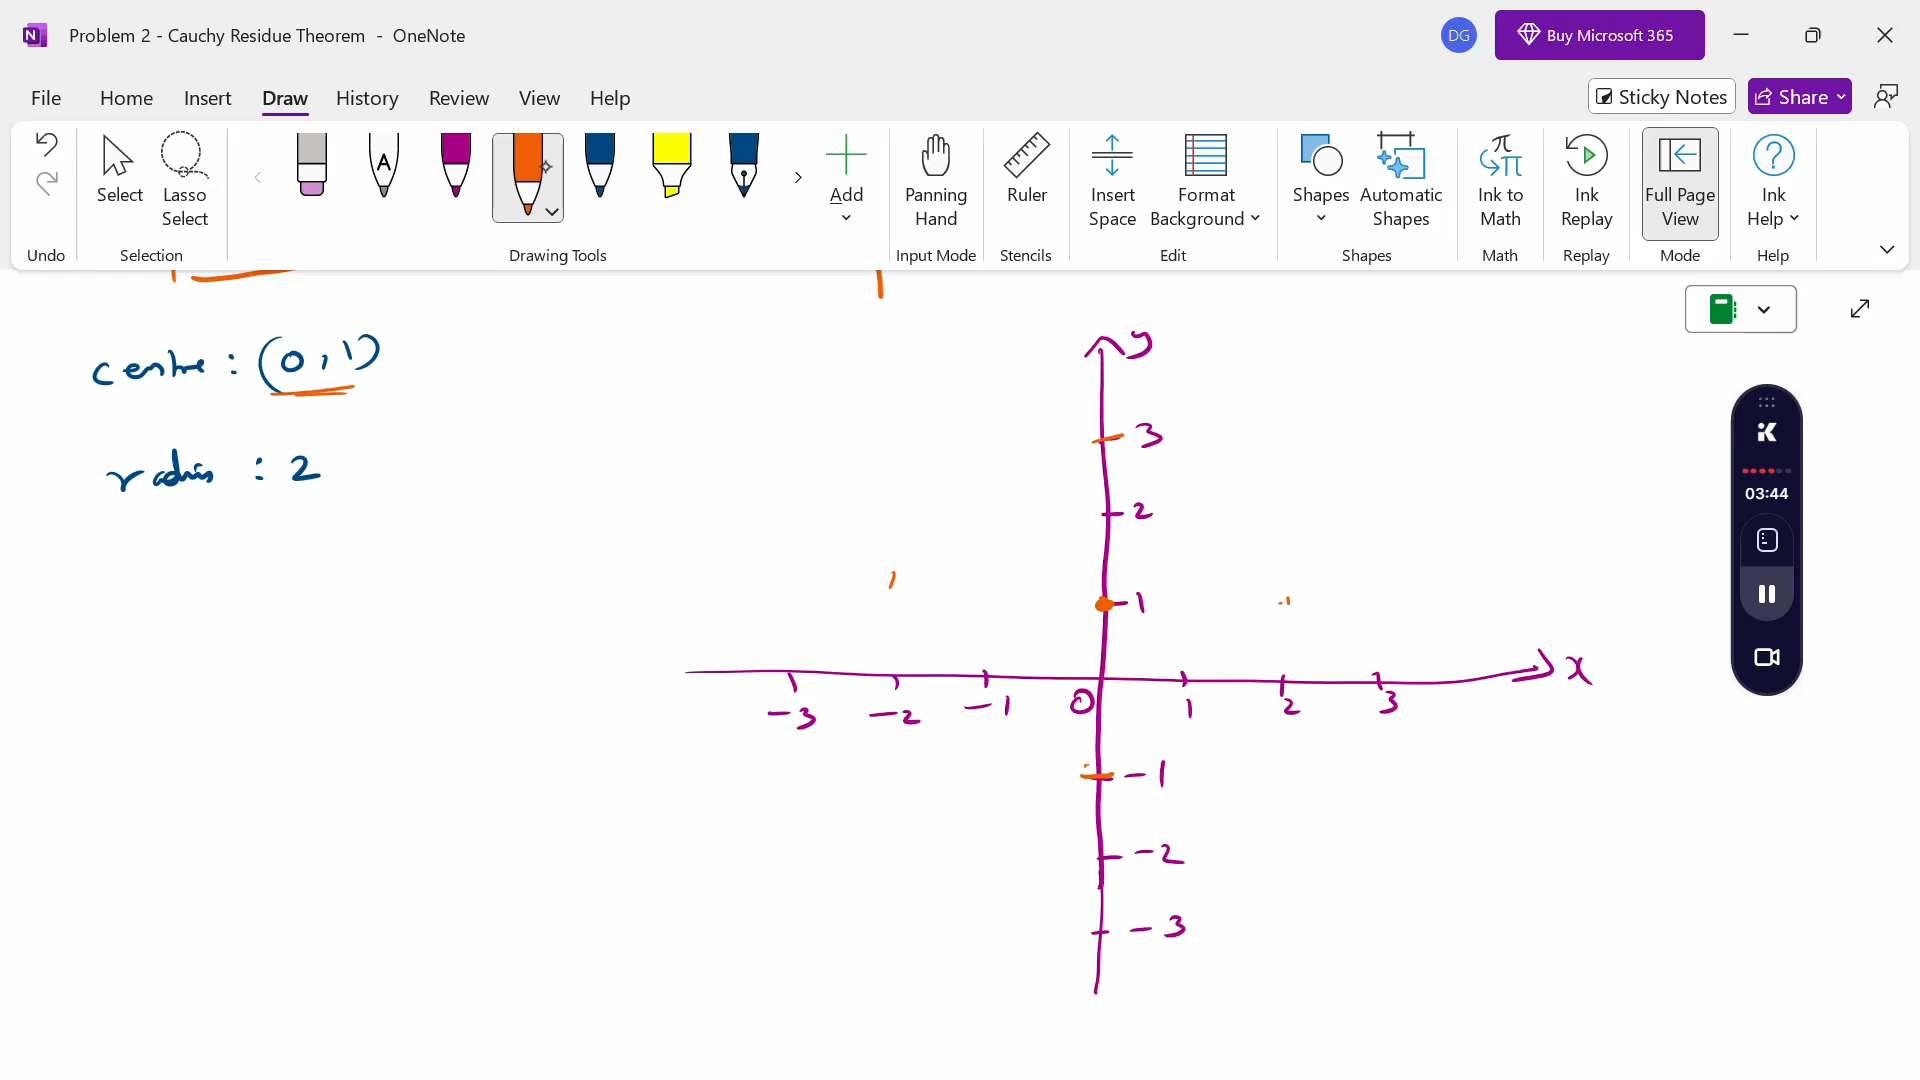 Problem 2 - Cauchy Residue Theorem - OneNote
DG
Buy Microsoft 365
File Home Insert Draw History Review View Help
Sticky Notes
Share
A
Select
Lasso Select
Add
Panning Hand
Ruler
Insert Space
Format Background
Shapes
Automatic Shapes
Ink to Math
Ink Replay
Full Page View
Ink Help
Undo
Selection
Drawing Tools
Input Mode
Stencils
Edit
Shapes
Math
Replay
Mode
Help
centre : (0, 1)
radius : 2
y
3
2
1
x
-3 -2 -1 0 1 2 3
-1
-2
-3
03:44